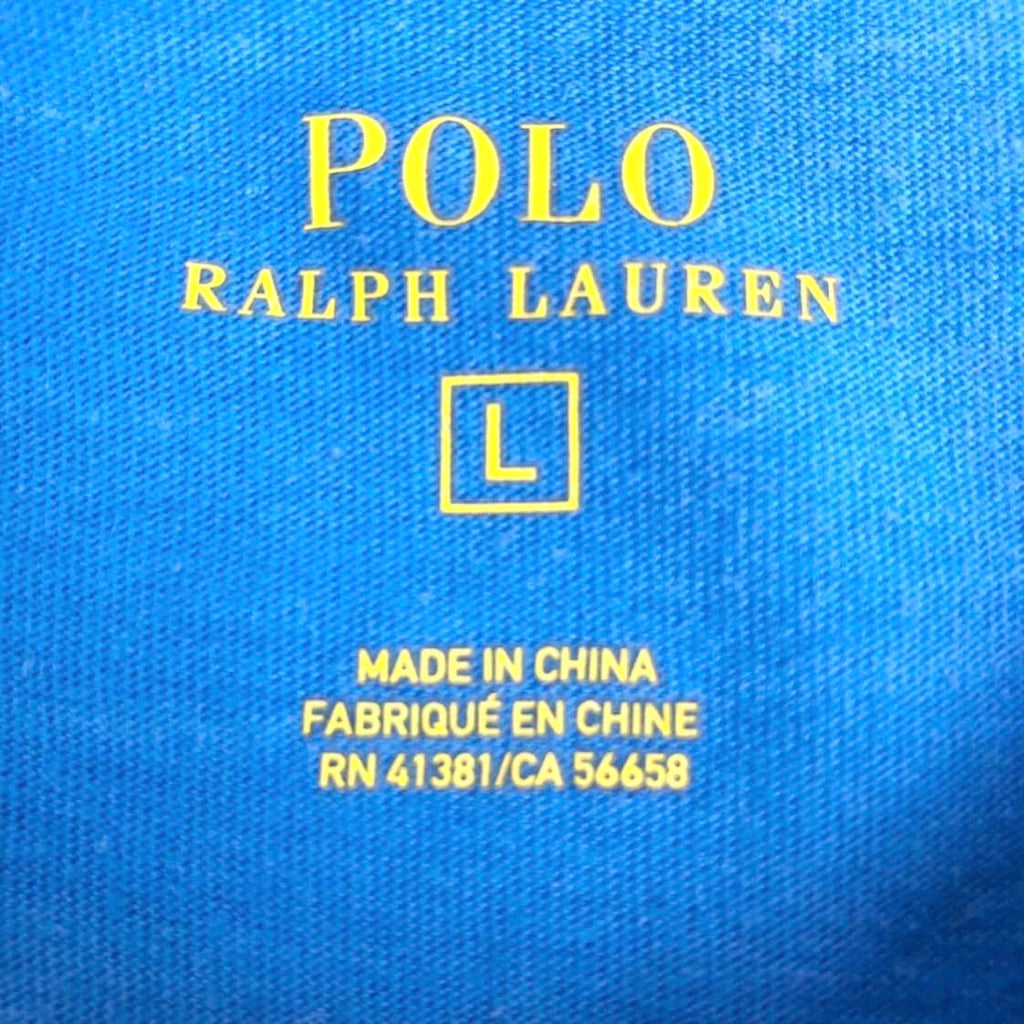 POLO
RALPH LAUREN
L
MADE IN CHINA
FABRIQUÉ EN CHINE
RN 41381/CA 56658